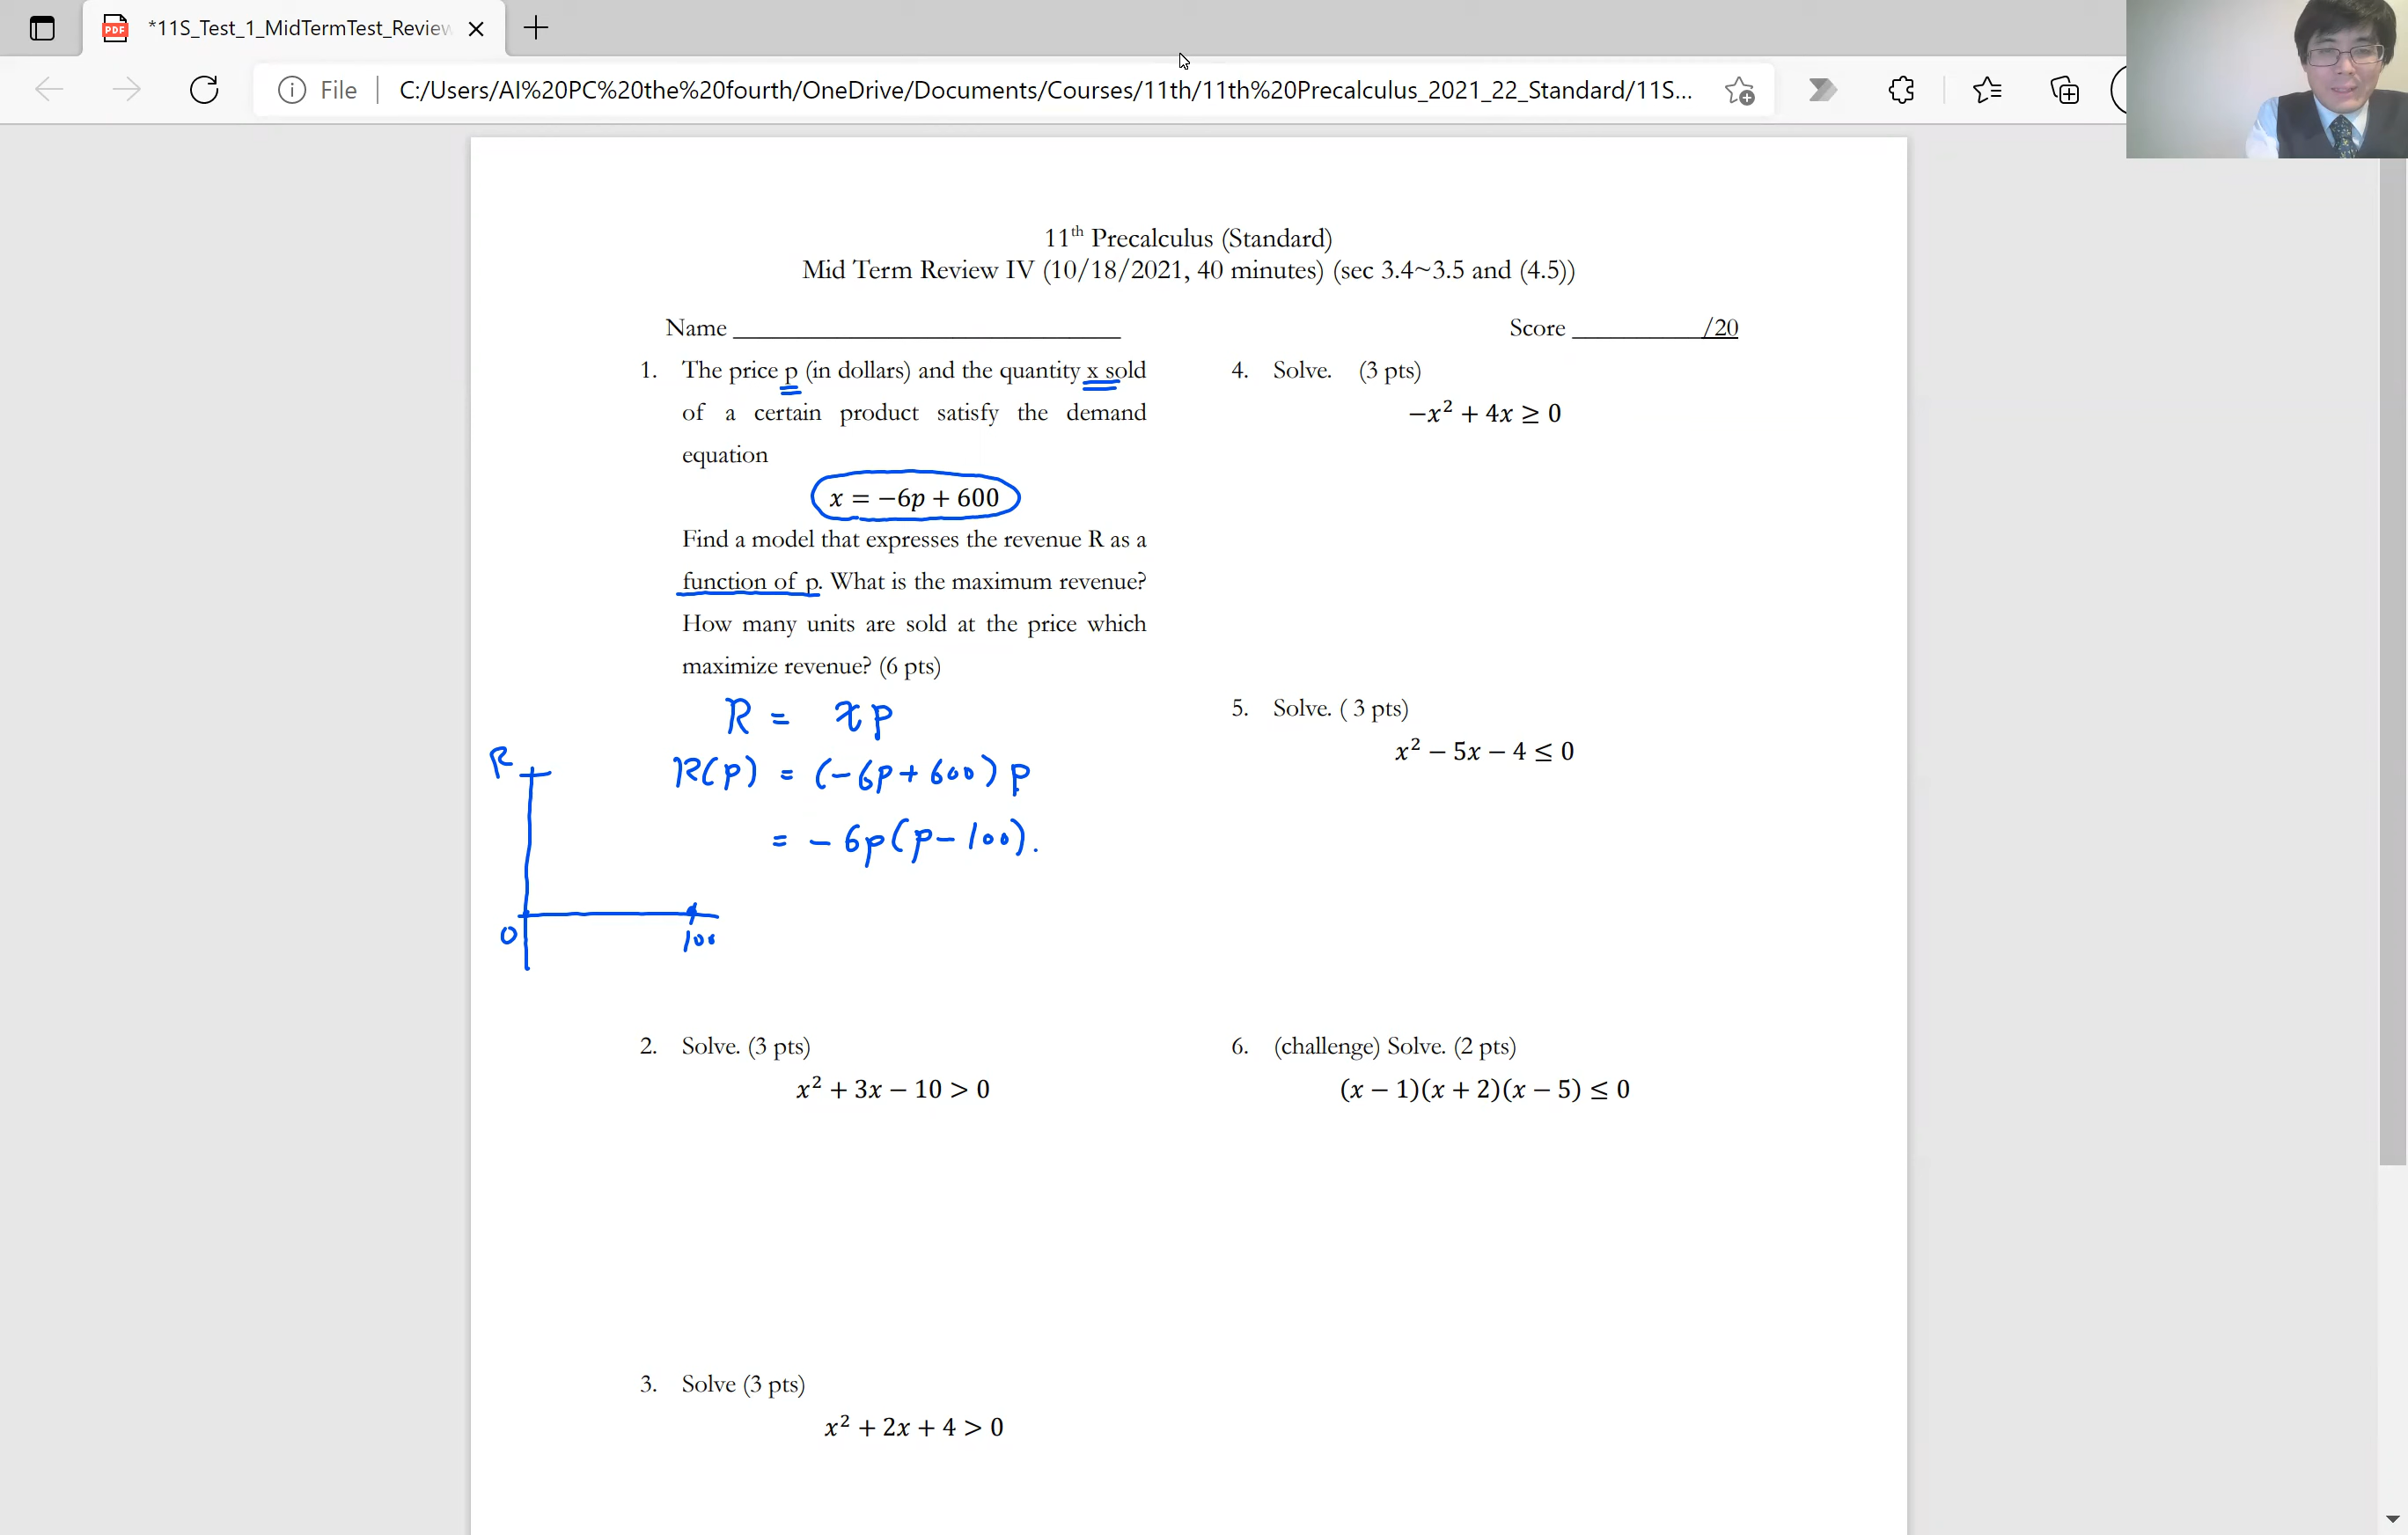 *11S_Test_1_MidTermTest_Review
PDF
File
C:/Users/AI%20PC%20the%20fourth/OneDrive/Documents/Courses/11th/11th%20Precalculus_2021_22_Standard/11S...
11th Precalculus (Standard)
Mid Term Review IV (10/18/2021, 40 minutes) (sec 3.4~3.5 and (4.5))
Name ____________ Score ________/20
1. The price p (in dollars) and the quantity x sold
of a certain product satisfy the demand
equation
x = −6p + 600
Find a model that expresses the revenue R as a
function of p. What is the maximum revenue?
How many units are sold at the price which
maximize revenue? (6 pts)
R = xp
R(p) = (-6p+600)p
= -6p(p-100).
R
0
100
2. Solve. (3 pts)
x² + 3x − 10 > 0
3. Solve (3 pts)
x² + 2x + 4 > 0
4. Solve. (3 pts)
−x² + 4x ≥ 0
5. Solve. ( 3 pts)
x² − 5x − 4 ≤ 0
6. (challenge) Solve. (2 pts)
(x − 1)(x + 2)(x − 5) ≤ 0